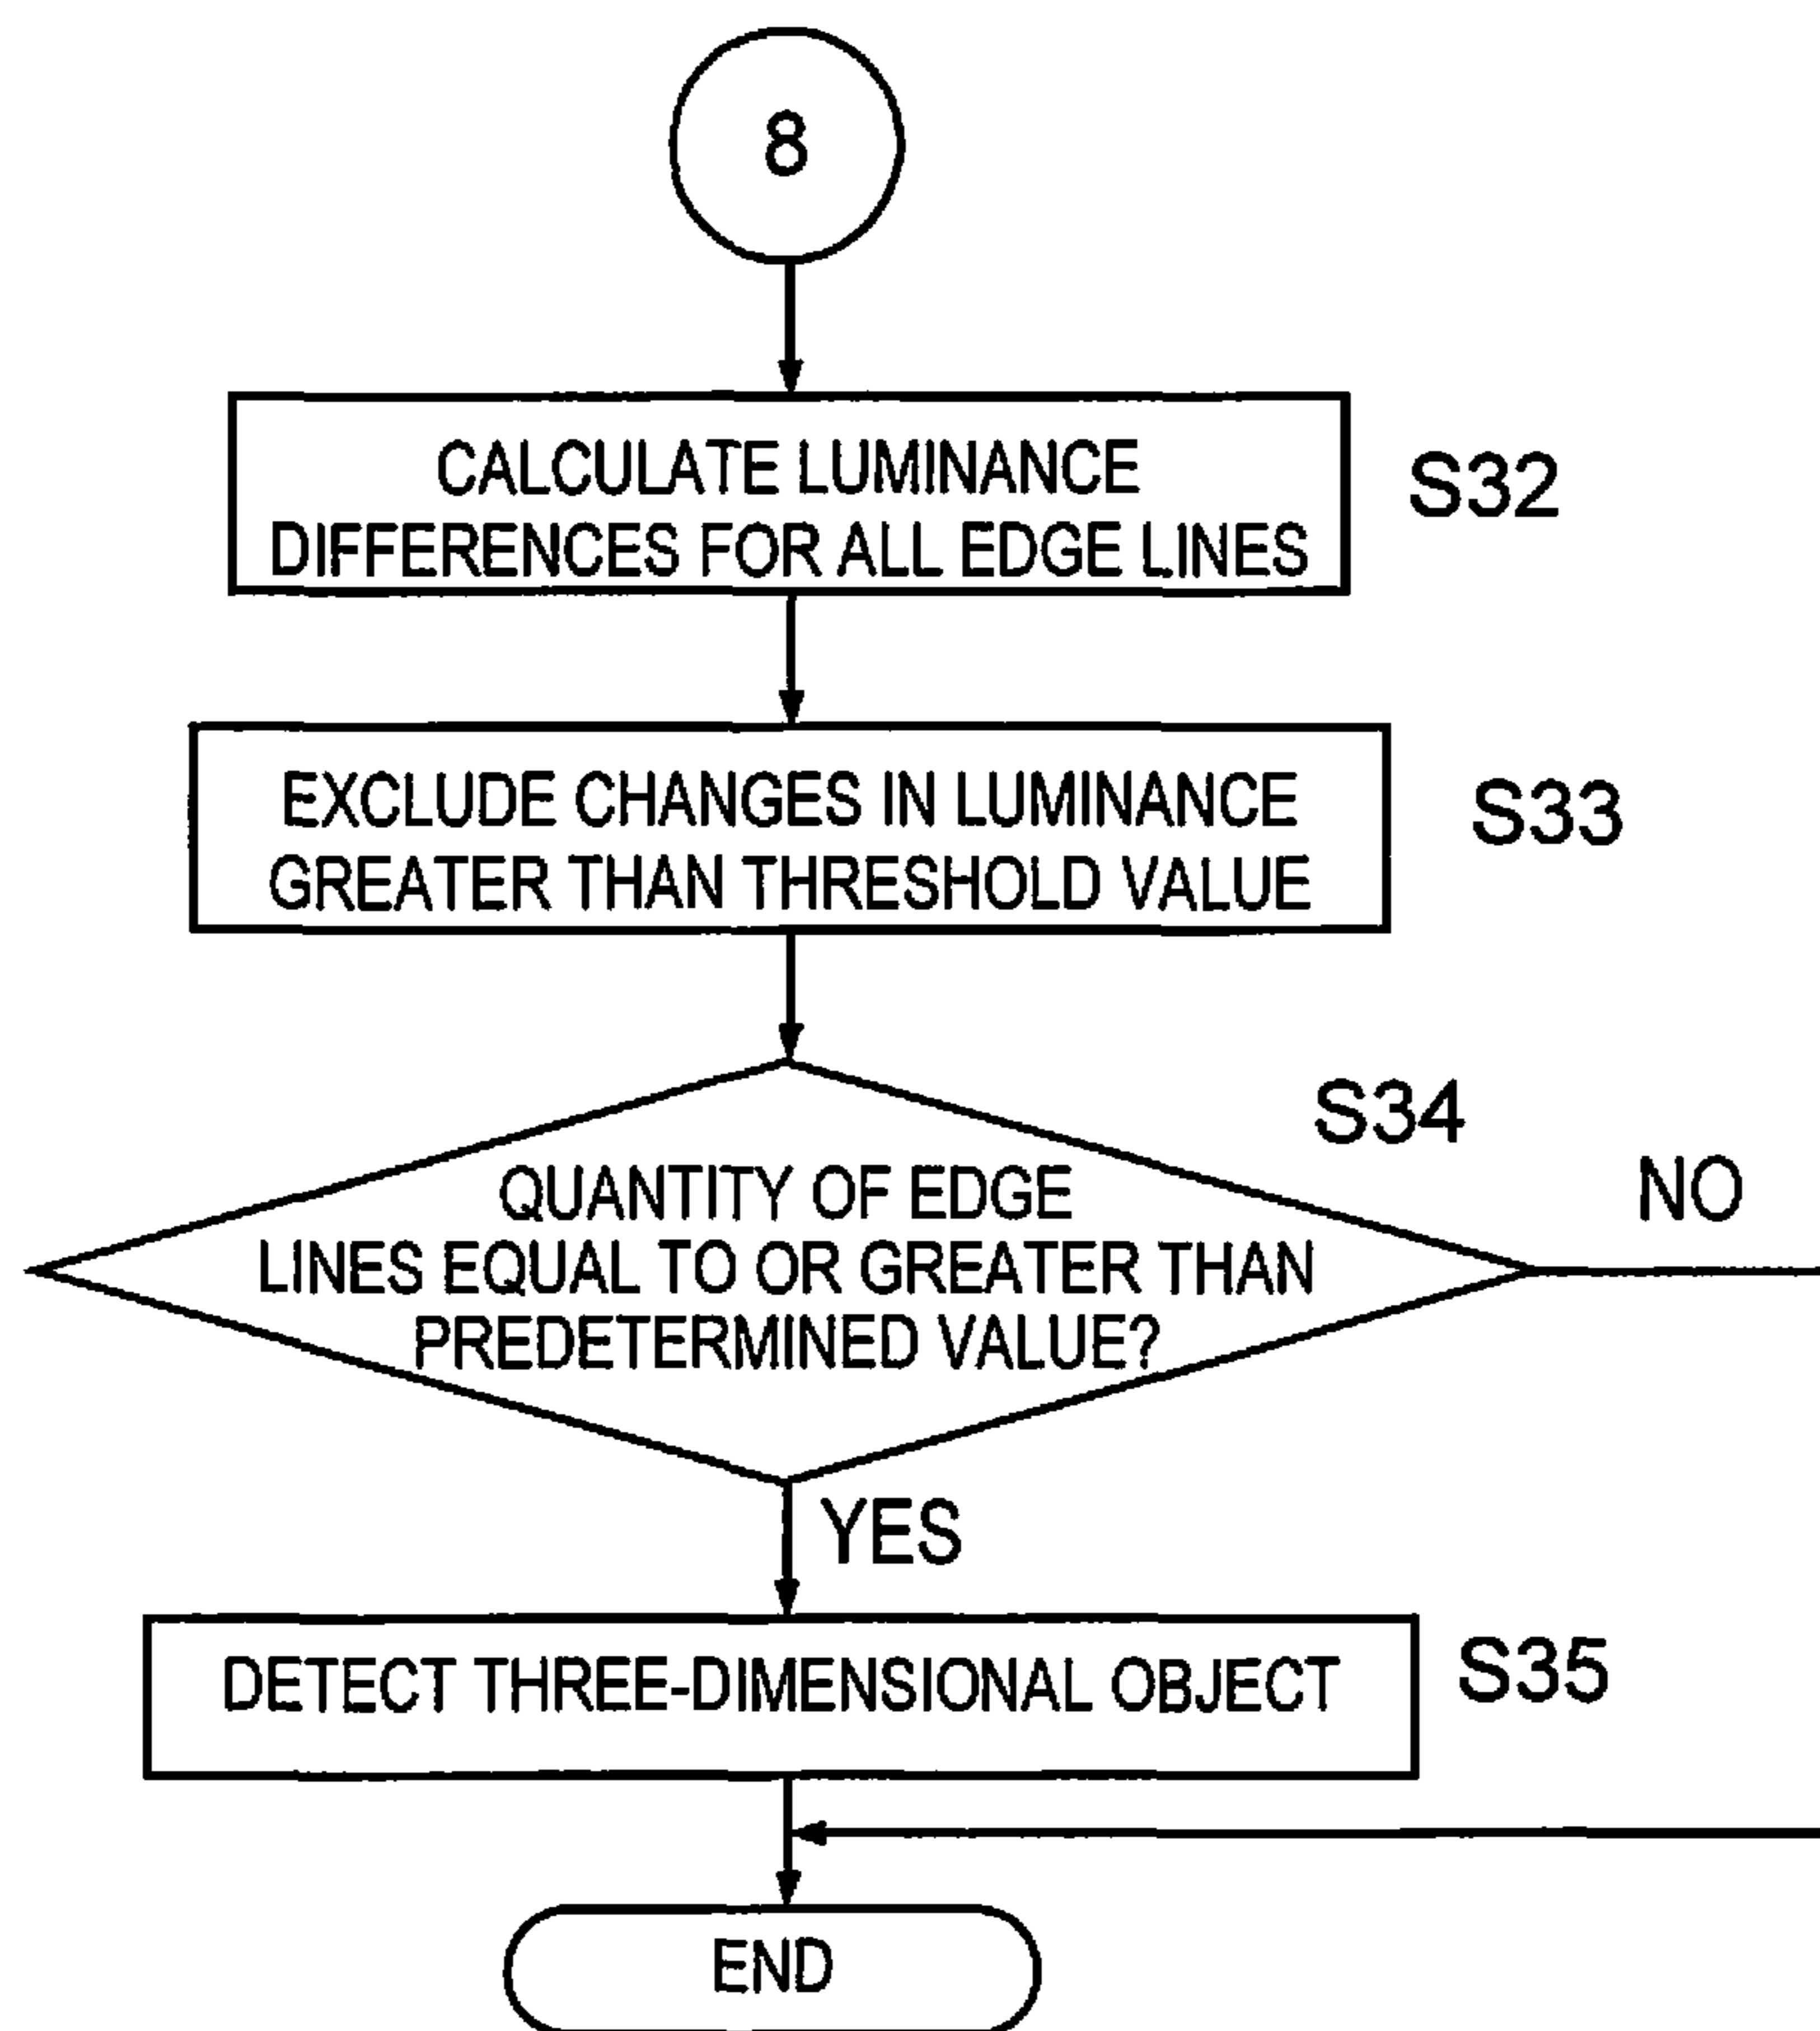 8
CALCULATE LUMINANCE
DIFFERENCES FOR ALL EDGE LINES
S32
EXCLUDE CHANGES IN LUMINANCE
GREATER THAN THRESHOLD VALUE
S33
S34
QUANTITY OF EDGE
LINES EQUAL TO OR GREATER THAN
PREDETERMINED VALUE?
NO
YES
DETECT THREE-DIMENSIONAL OBJECT
S35
END